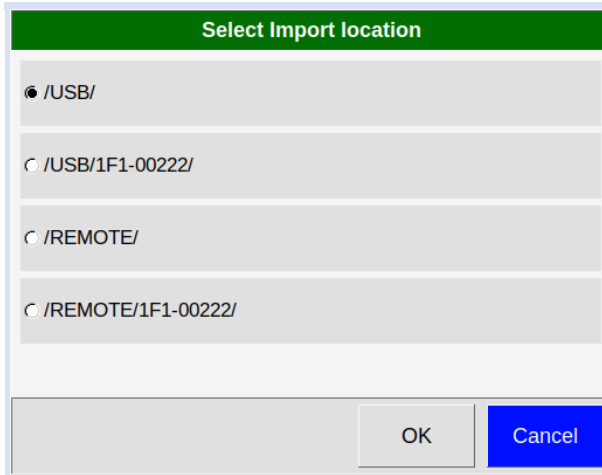 Select Import location
/USB/
/USB/1F1-00222/
/REMOTE/
/REMOTE/1F1-00222/
OK Cancel